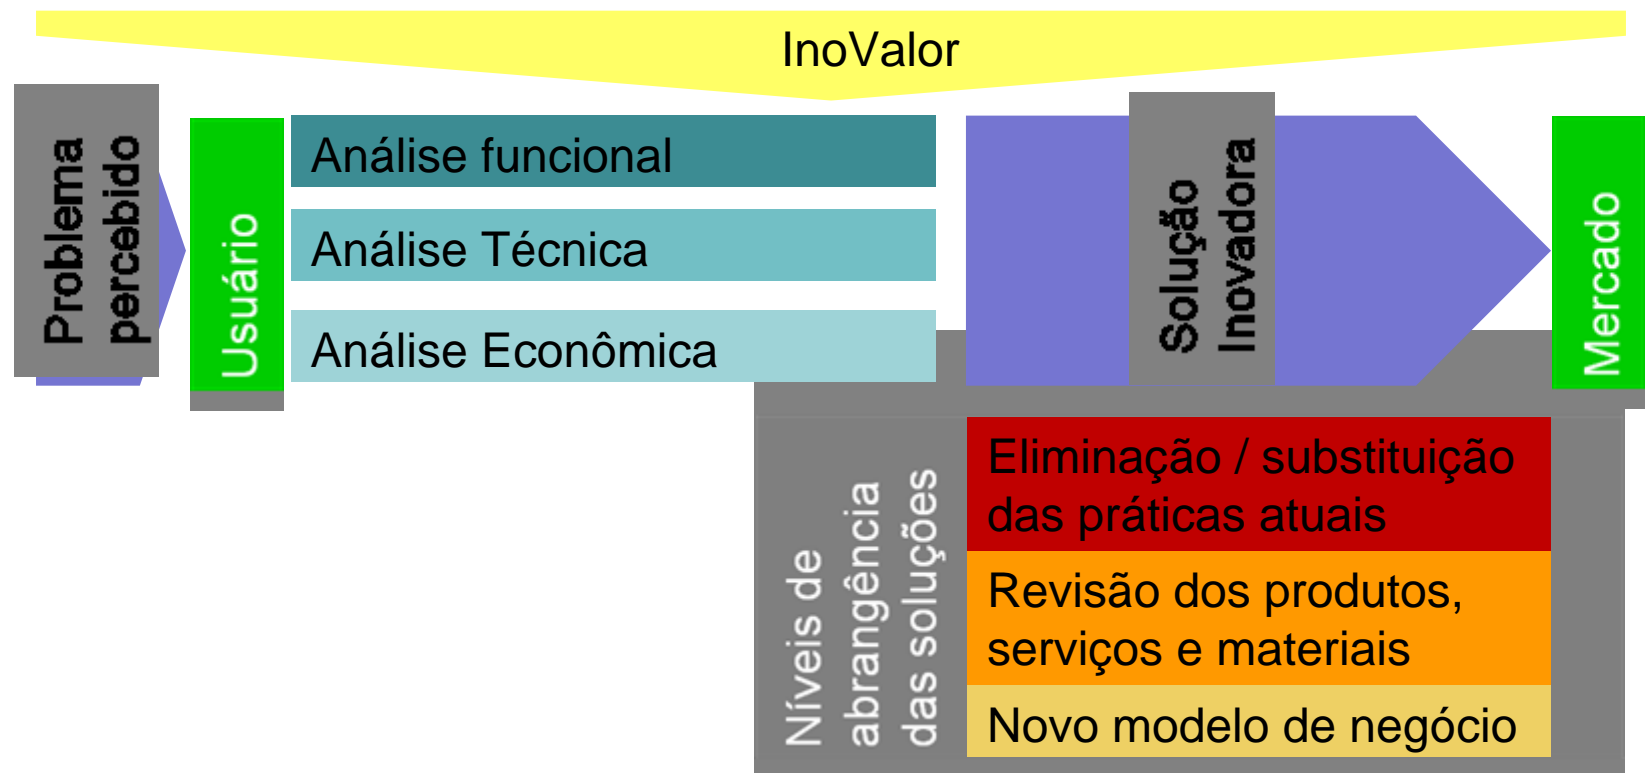 InoValor
Problema
percebido
Usuário
Análise funcional
Análise Técnica
Análise Econômica
Solução
Inovadora
Mercado
Níveis de
abrangência
das soluções
Eliminação / substituição
das práticas atuais
Revisão dos produtos,
serviços e materiais
Novo modelo de negócio